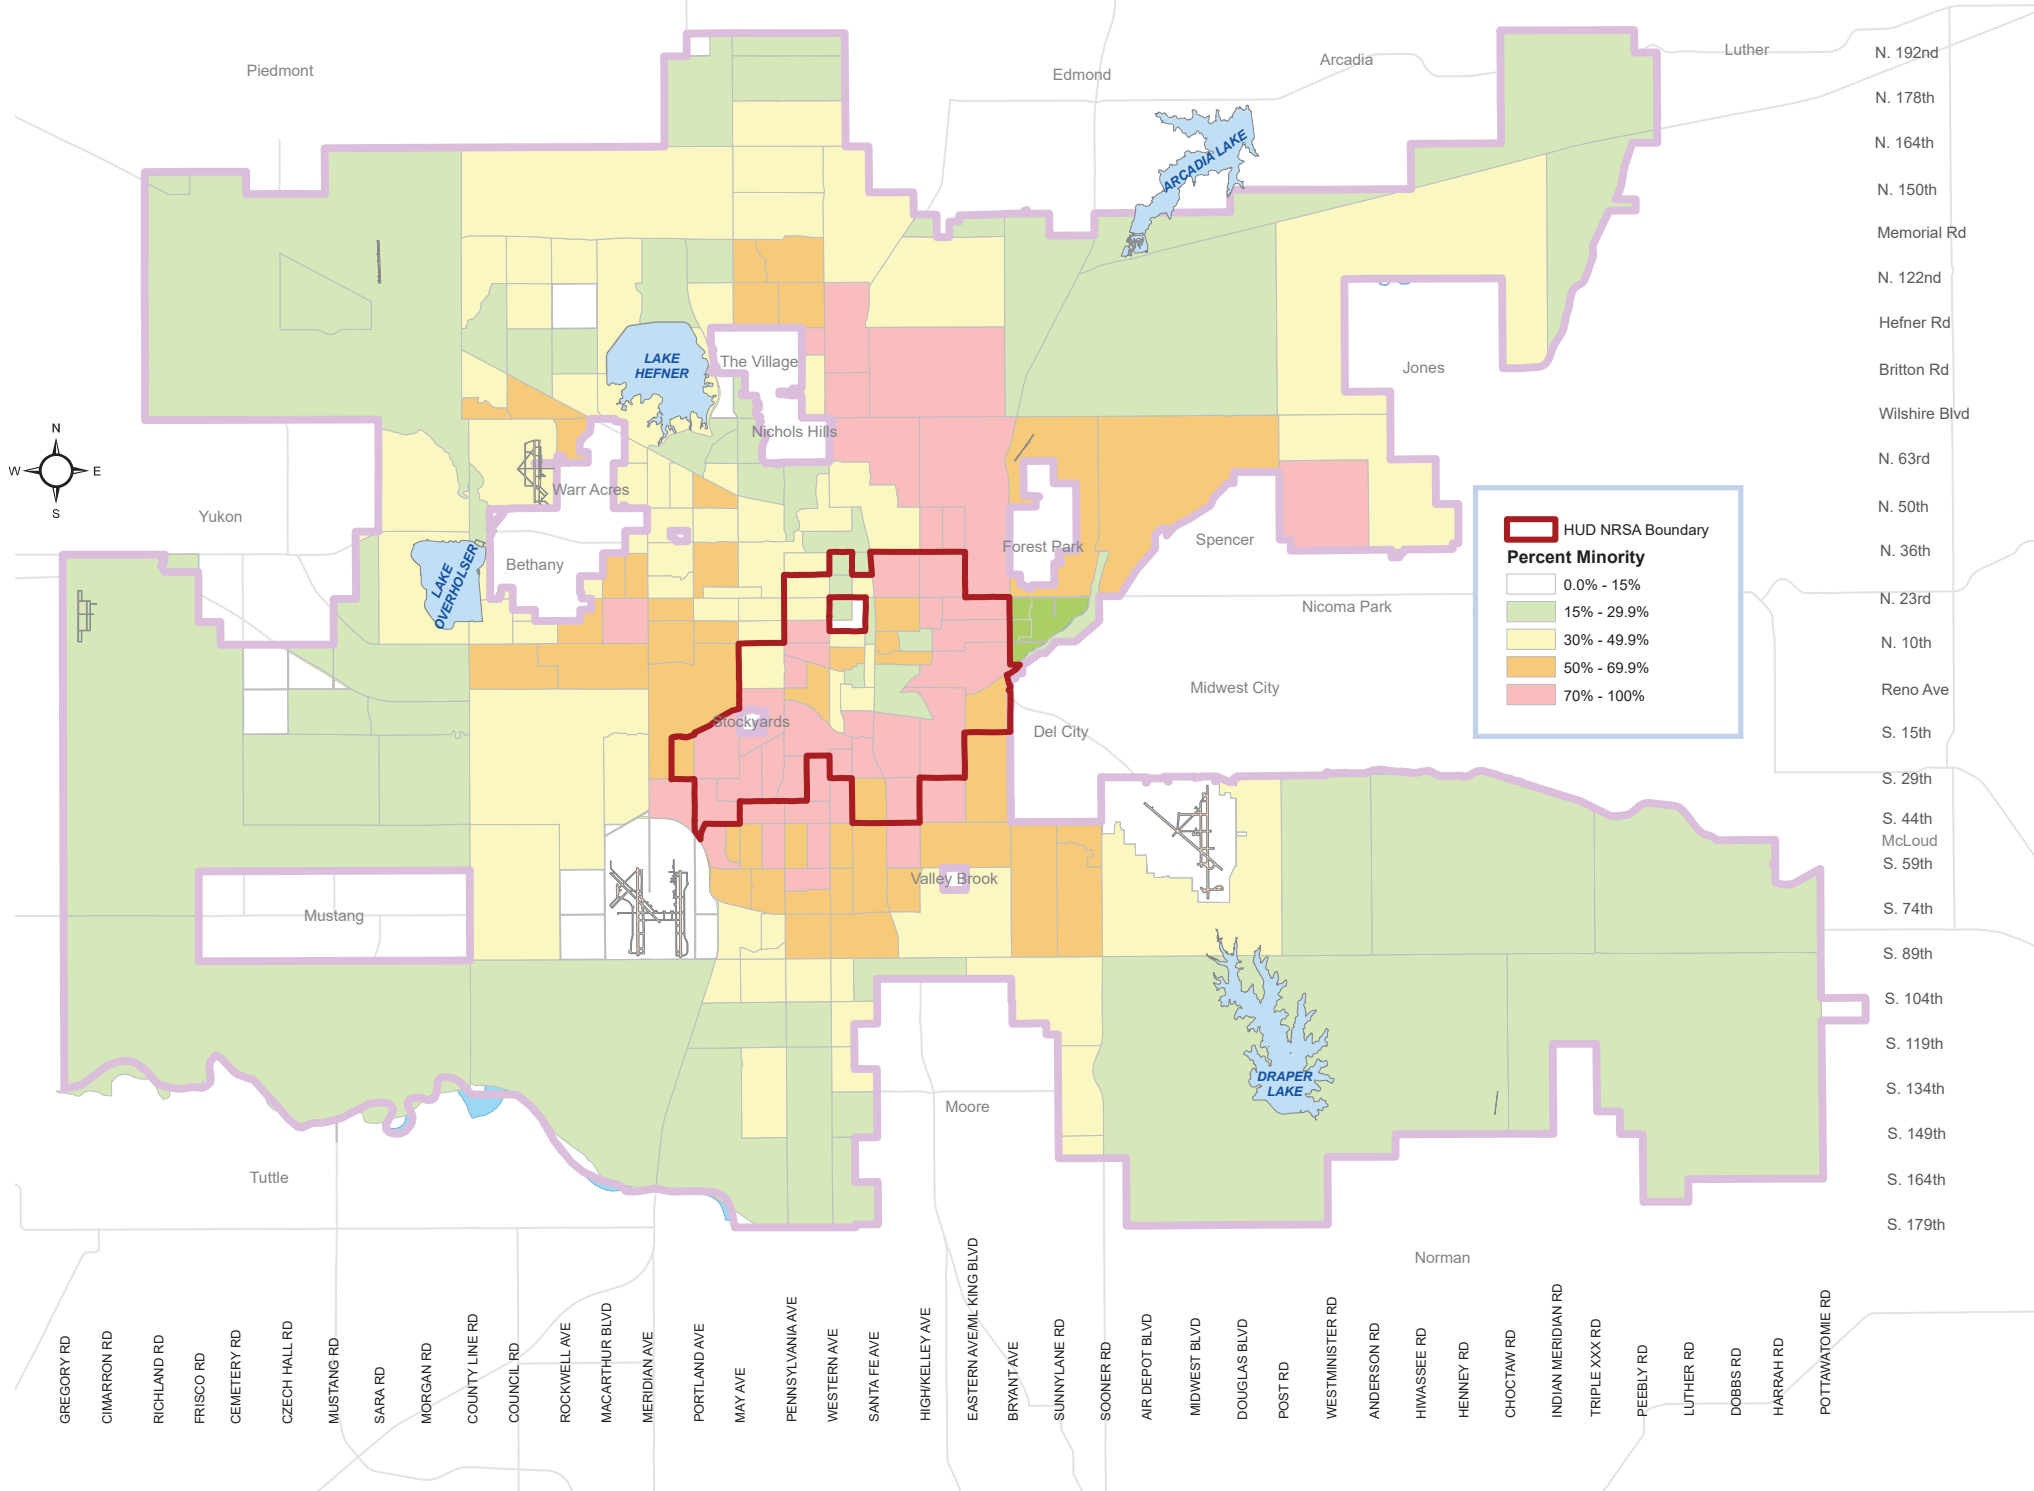 Piedmont
Edmond
Arcadia
Luther
ARCADIA LAKE
LAKE
HEFNER
The Village
Nichols Hills
Jones
Warr Acres
Yukon
Bethany
LAKE
OVERHOLSER
Forest Park
Spencer
Nicoma Park
Midwest City
Stockyards
Del City
Valley Brook
Mustang
McLoud
DRAPER
LAKE
Moore
Tuttle
Norman
N
W
E
S
HUD NRSA Boundary
Percent Minority
0.0% - 15%
15% - 29.9%
30% - 49.9%
50% - 69.9%
70% - 100%
N. 192nd
N. 178th
N. 164th
N. 150th
Memorial Rd
N. 122nd
Hefner Rd
Britton Rd
Wilshire Blvd
N. 63rd
N. 50th
N. 36th
N. 23rd
N. 10th
Reno Ave
S. 15th
S. 29th
S. 44th
S. 59th
S. 74th
S. 89th
S. 104th
S. 119th
S. 134th
S. 149th
S. 164th
S. 179th
GREGORY RD
CIMARRON RD
RICHLAND RD
FRISCO RD
CEMETERY RD
CZECH HALL RD
MUSTANG RD
SARA RD
MORGAN RD
COUNTY LINE RD
COUNCIL RD
ROCKWELL AVE
MACARTHUR BLVD
MERIDIAN AVE
PORTLAND AVE
MAY AVE
PENNSYLVANIA AVE
WESTERN AVE
SANTA FE AVE
HIGH/KELLEY AVE
EASTERN AVE/ML KING BLVD
BRYANT AVE
SUNNYLANE RD
SOONER RD
AIR DEPOT BLVD
MIDWEST BLVD
DOUGLAS BLVD
POST RD
WESTMINISTER RD
ANDERSON RD
HIWASSEE RD
HENNEY RD
CHOCTAW RD
INDIAN MERIDIAN RD
TRIPLE XXX RD
PEEBLY RD
LUTHER RD
DOBBS RD
HARRAH RD
POTTAWATOMIE RD